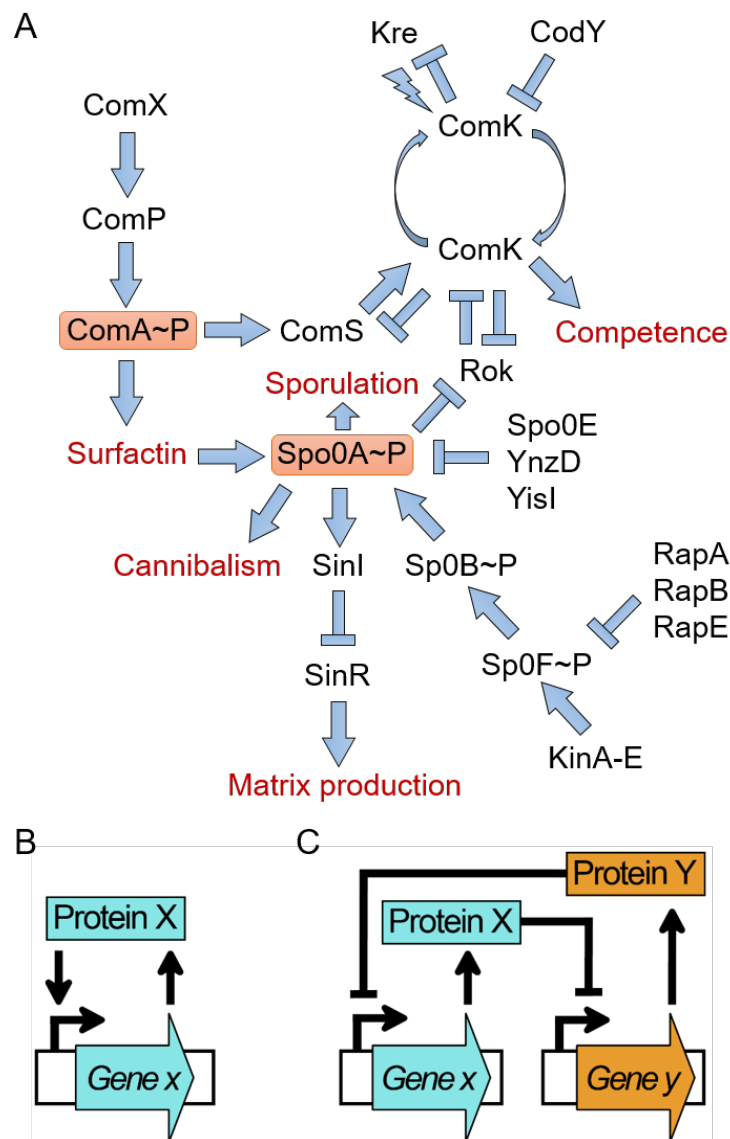 A
Kre
CodY
ComX
ComK
ComP
ComK
ComA~P
ComS
Competence
Rok
Sporulation
Surfactin
Spo0A~P
Spo0E
YnzD
YisI
Cannibalism
SinI
Sp0B~P
RapA
RapB
RapE
SinR
Sp0F~P
KinA-E
Matrix production
B
C
Protein Y
Protein X
Protein X
Gene x
Gene x
Gene y